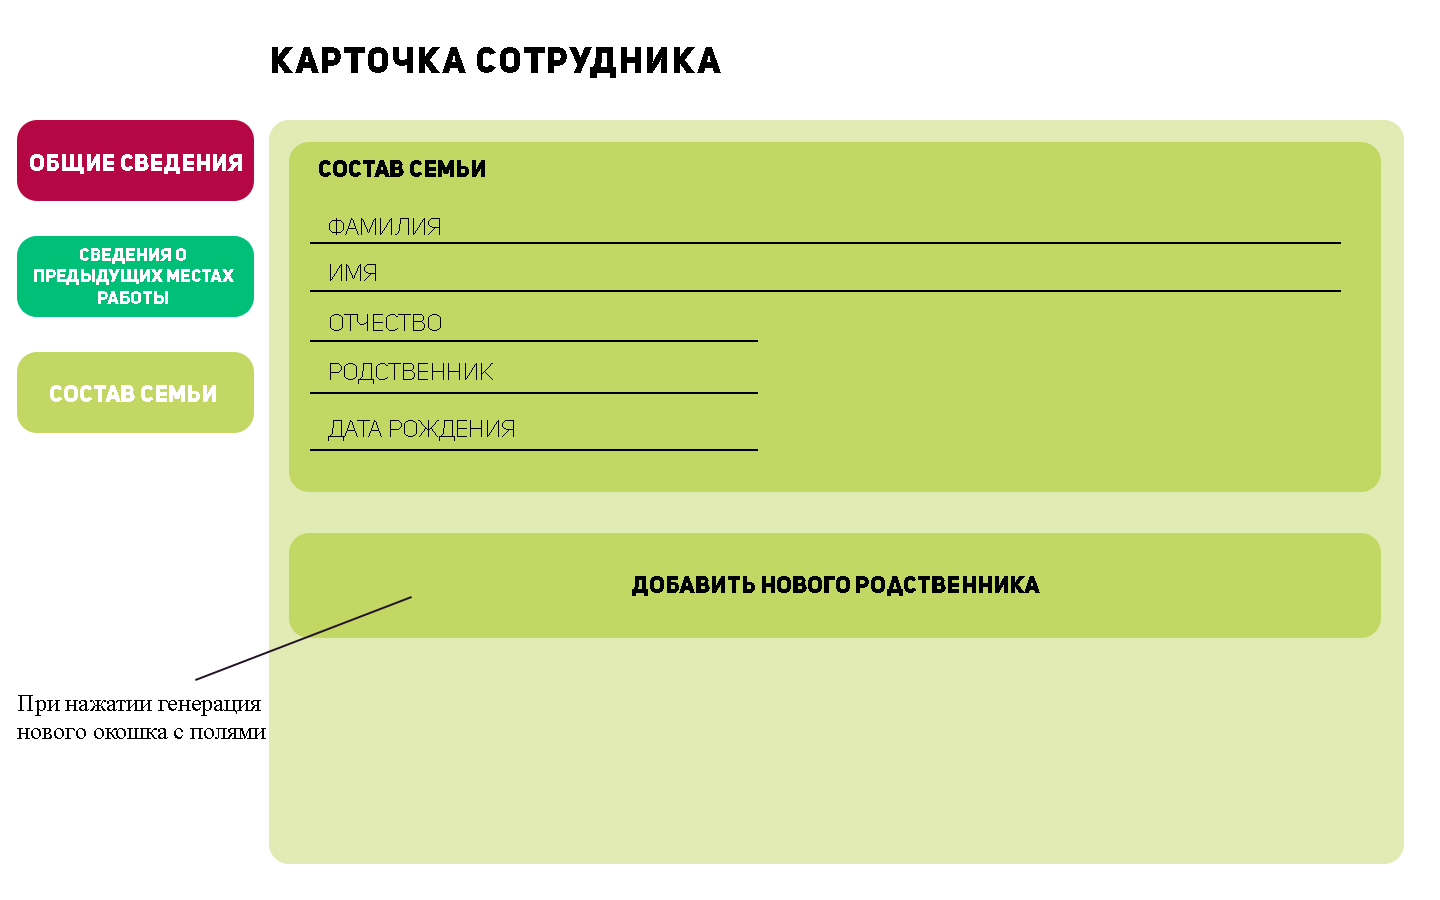 КАРТОЧКА СОТРУДНИКА
ОБЩИЕ СВЕДЕНИЯ
СВЕДЕНИЯ О
ПРЕДЫДУЩИХ МЕСТАХ
РАБОТЫ
СОСТАВ СЕМЬИ
СОСТАВ СЕМЬИ
ФАМИЛИЯ
ИМЯ
ОТЧЕСТВО
РОДСТВЕННИК
ДАТА РОЖДЕНИЯ
ДОБАВИТЬ НОВОГО РОДСТВЕННИКА
При нажатии генерация
нового окошка с полями